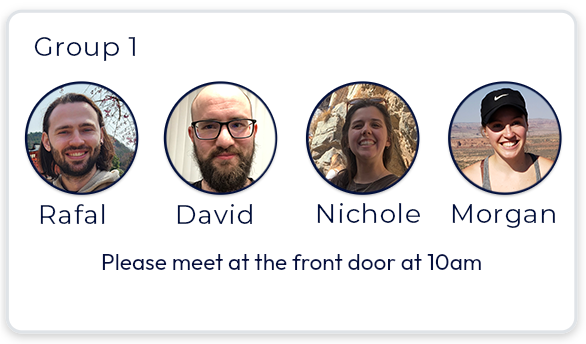 Group 1
Rafal David Nichole Morgan
Please meet at the front door at 10am